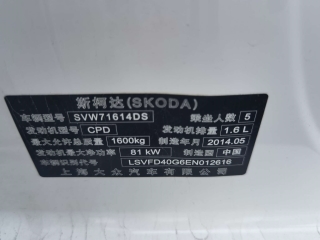 斯柯达(SKODA)
车辆型号 SVW71614DS 乘坐人数 5
发动机型号 CPD 发动机排量 1.6 L
最大允许总质量 1600kg 制造年月 2014.05
发动机最大净功率 81 kW 制造国 中国
车辆识别代号 LSVFD40G6EN012616
上海大众汽车有限公司